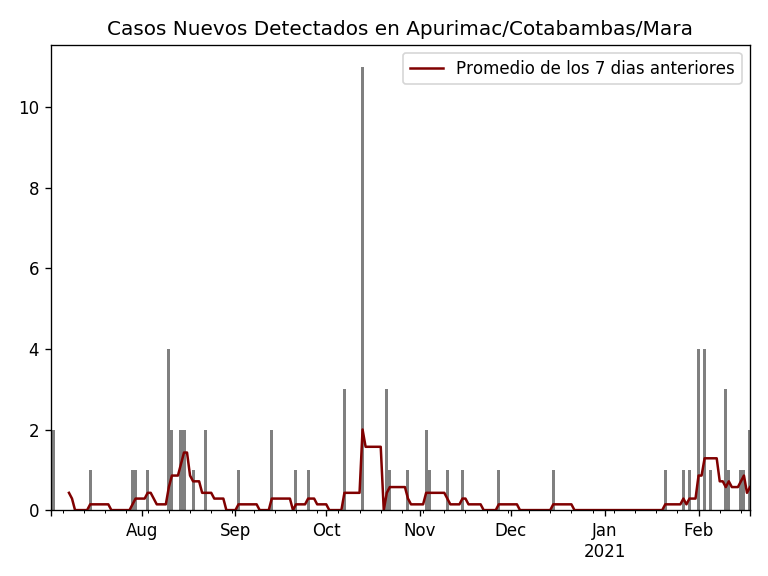 Casos Nuevos Detectados en Apurimac/Cotabambas/Mara
Promedio de los 7 dias anteriores
10
8
6
4
2
0
Aug Sep Oct Nov Dec Jan Feb
2021